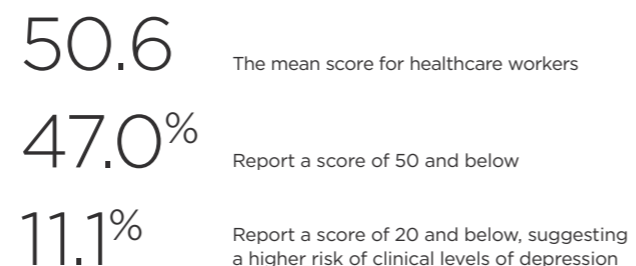 50.6 The mean score for healthcare workers
47.0% Report a score of 50 and below
11.1% Report a score of 20 and below, suggesting
a higher risk of clinical levels of depression